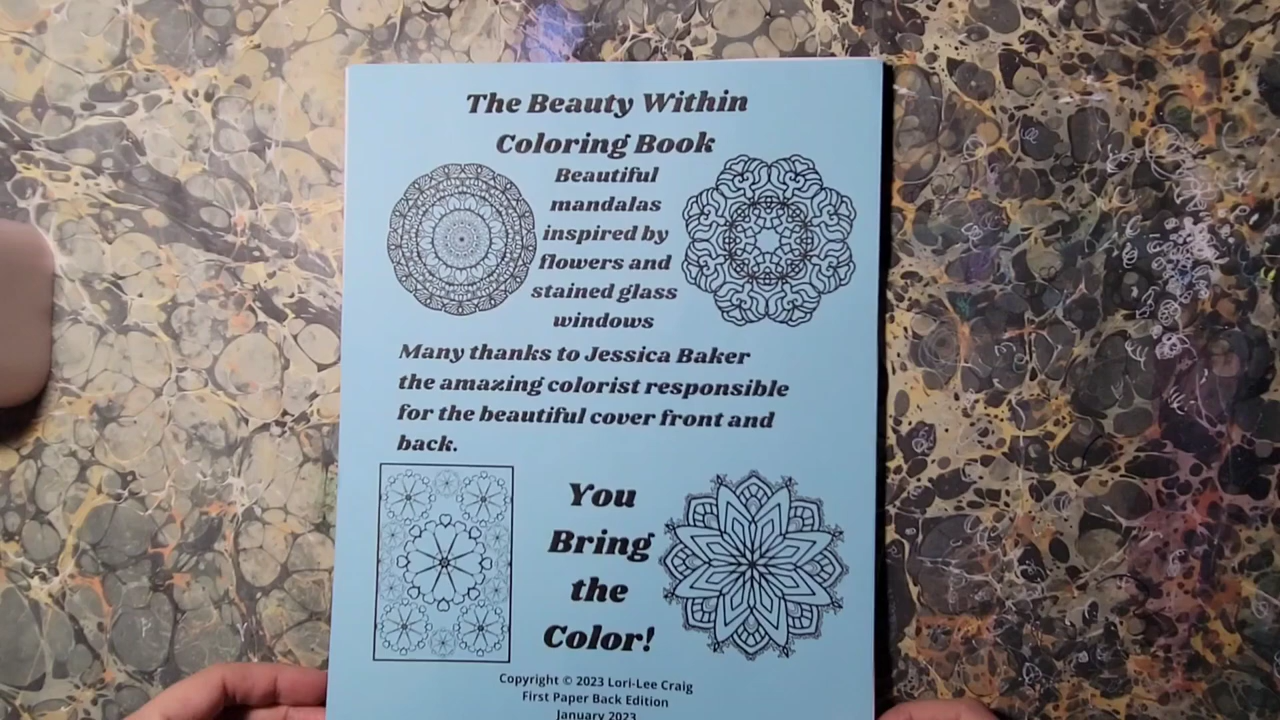 The Beauty Within
Coloring Book
Beautiful
mandalas
inspired by
flowers and
stained glass
windows
Many thanks to Jessica Baker
the amazing colorist responsible
for the beautiful cover front and
back.
You
Bring
the
Color!
Copyright © 2023 Lori-Lee Craig
First Paper Back Edition
January 2023